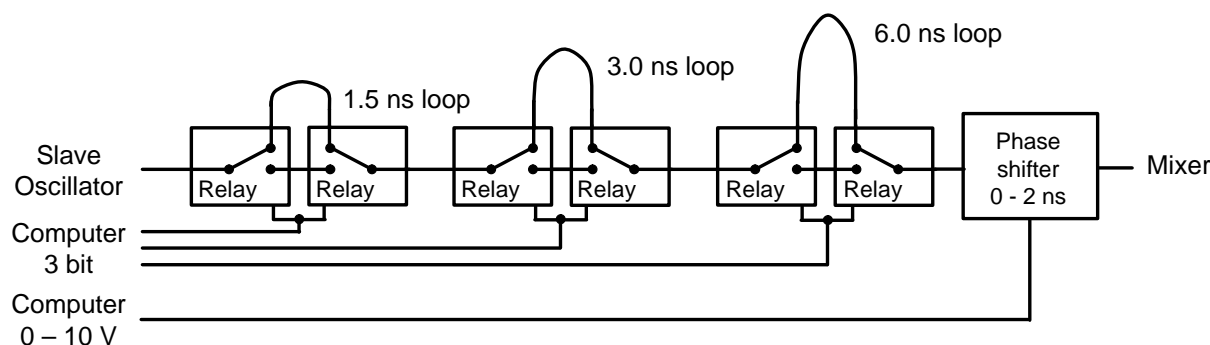 6.0 ns loop
3.0 ns loop
1.5 ns loop
Slave
Oscillator
Relay
Relay
Relay
Relay
Relay
Relay
Phase
shifter
0 - 2 ns
Mixer
Computer
3 bit
Computer
0 – 10 V